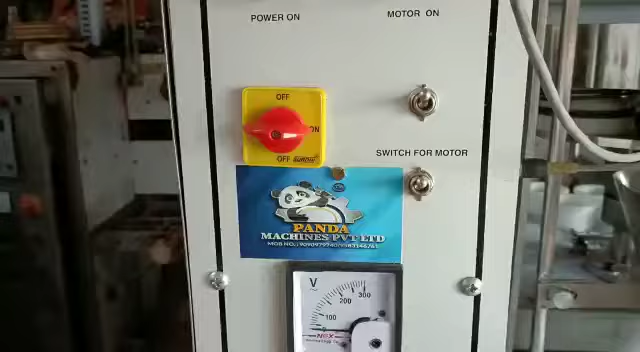 POWER ON
MOTOR ON
OFF
ON
OFF
SWITCH FOR MOTOR
PANDA
MACHINES PVT LTD
V
100
200
300